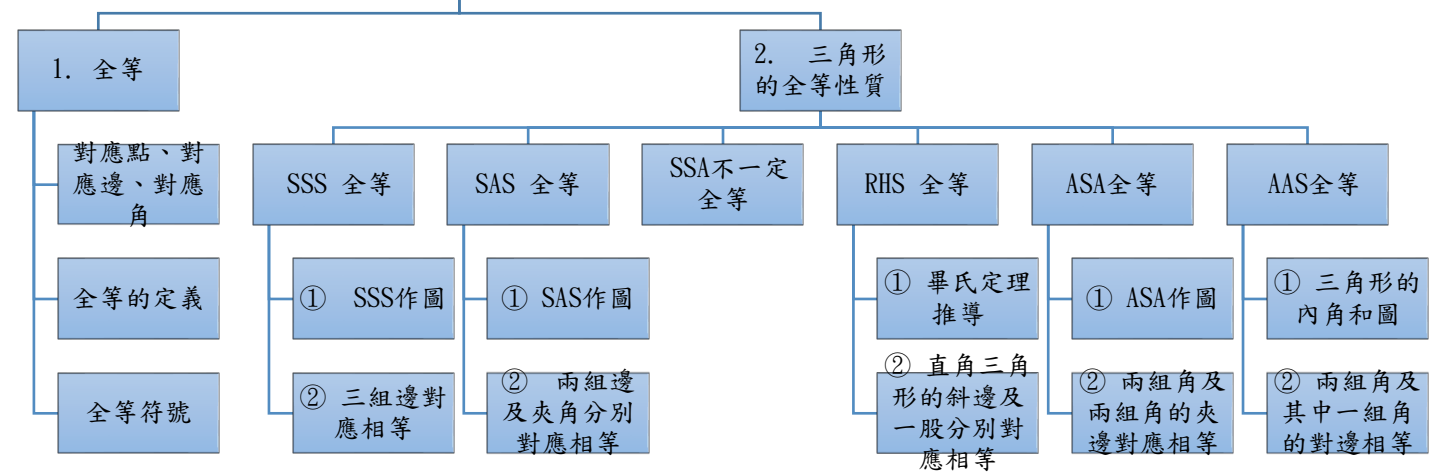 1. 全等
2. 三角形
的全等性質
對應點、對
應邊、對應
角
全等的定義
全等符號
SSS 全等
① SSS作圖
② 三組邊對
應相等
SAS 全等
① SAS作圖
② 兩組邊
及夾角分別
對應相等
SSA不一定
全等
RHS 全等
① 畢氏定理
推導
② 直角三角
形的斜邊及
一股分別對
應相等
ASA全等
① ASA作圖
② 兩組角及
兩組角的夾
邊對應相等
AAS全等
① 三角形的
內角和圖
② 兩組角及
其中一組角
的對邊相等